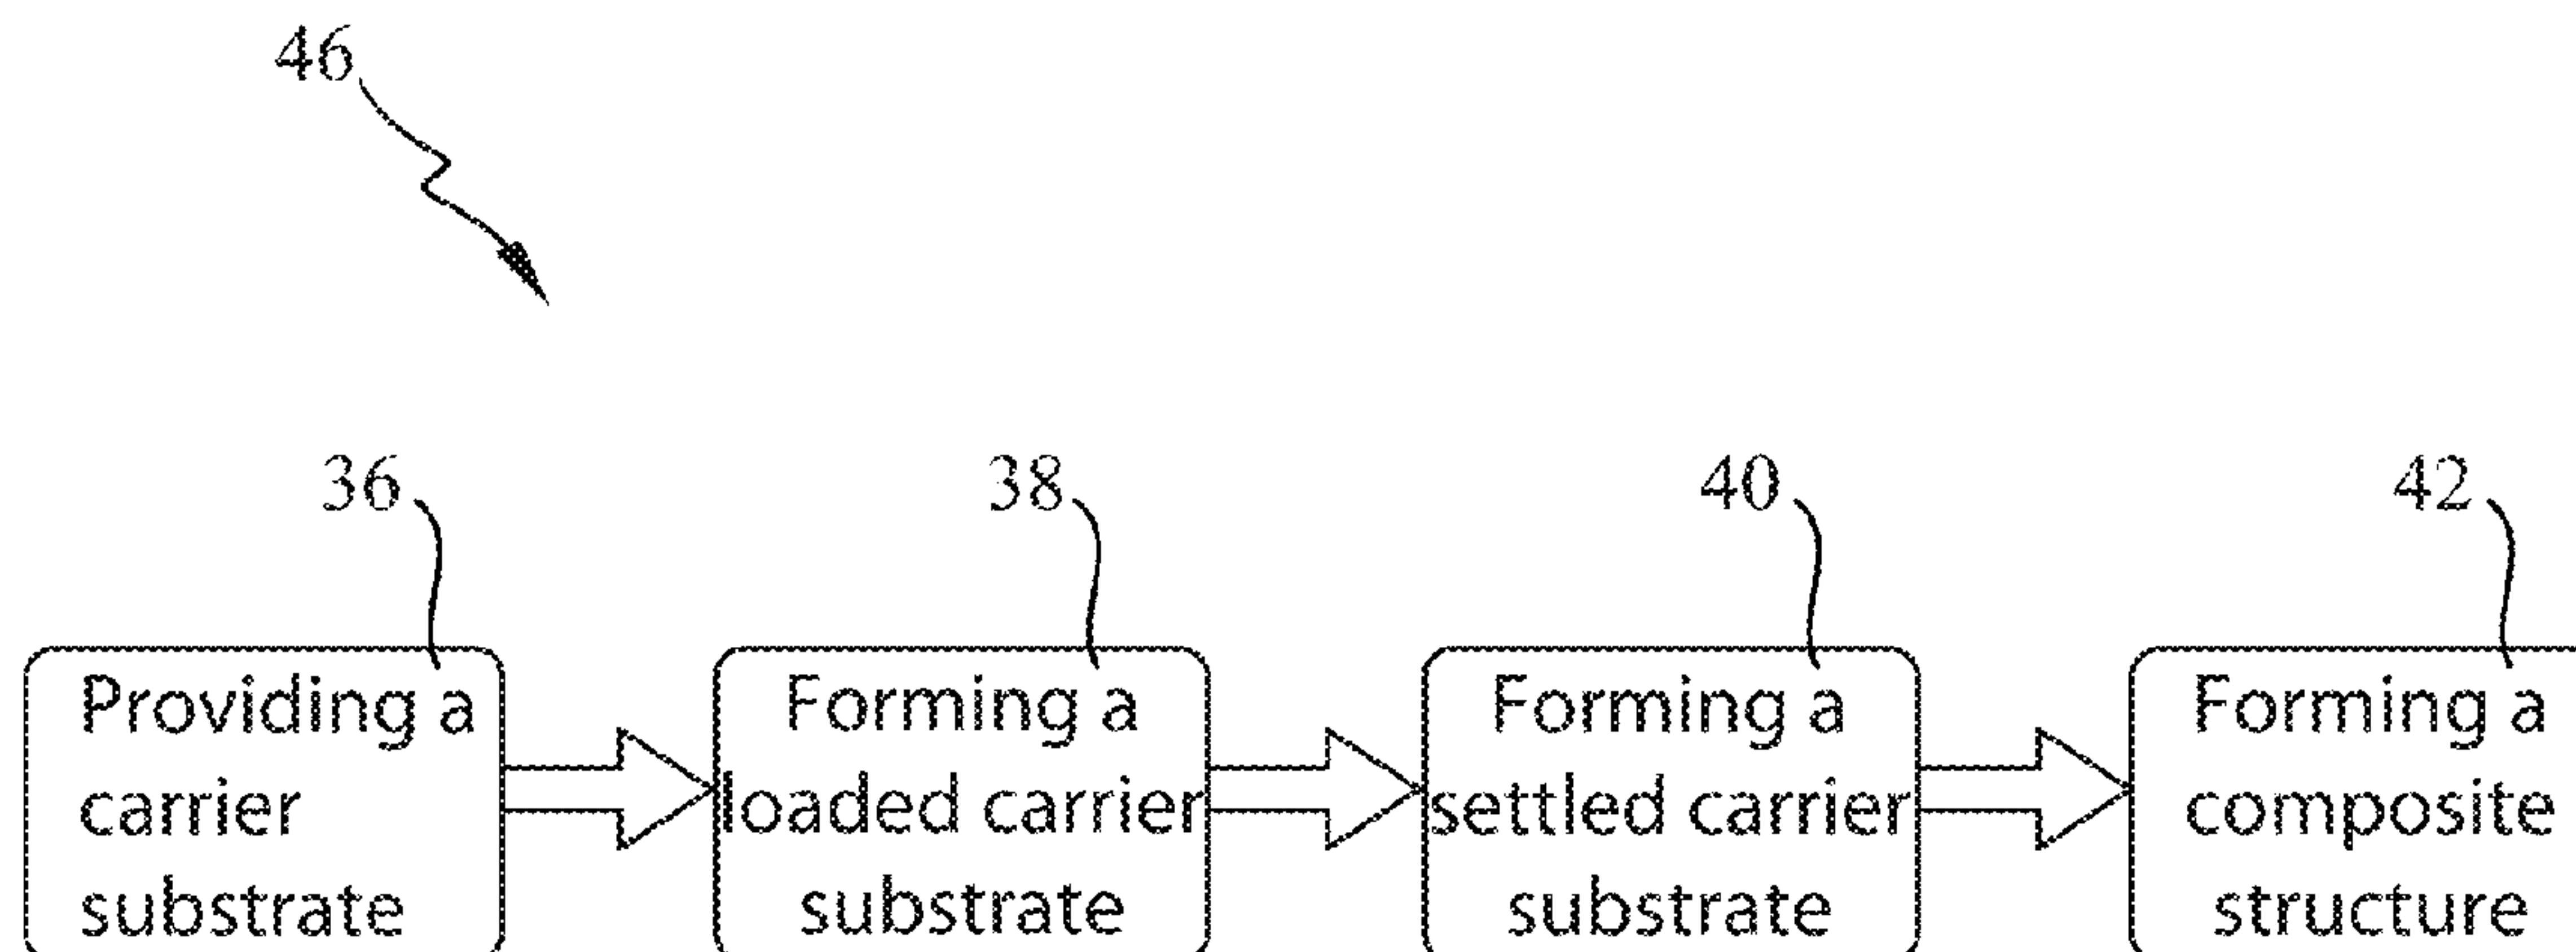 46
36
38
40
42
Providing a
carrier
substrate
Forming a
loaded carrier
substrate
Forming a
settled carrier
substrate
Forming a
composite
structure